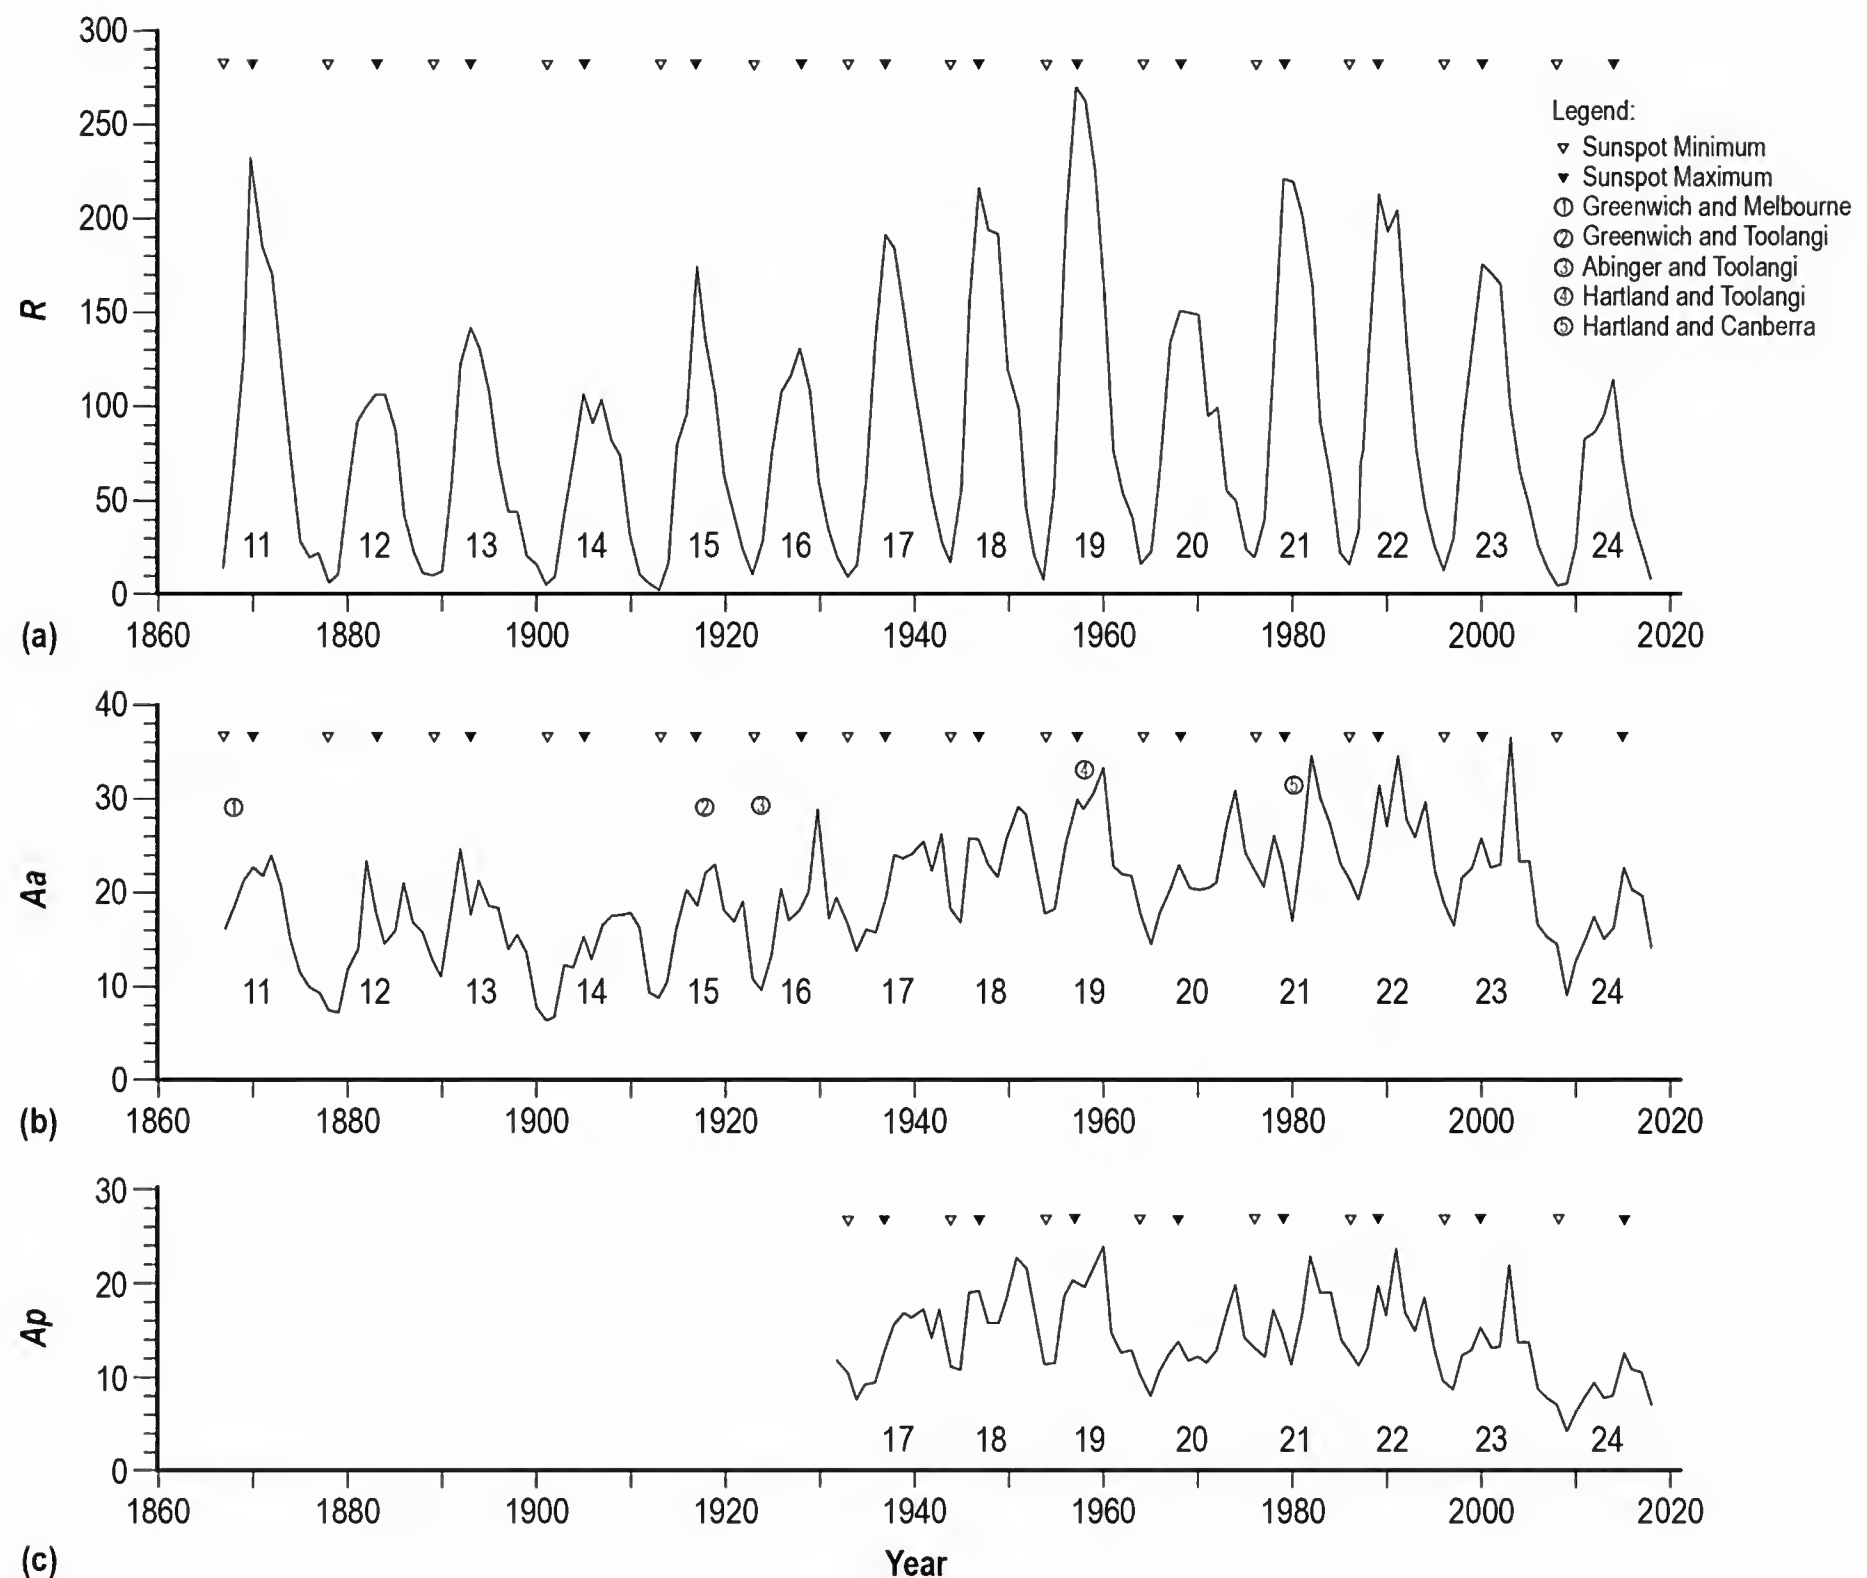 300
250
200
150
100
50
0
R
Legend:
▿ Sunspot Minimum
▼ Sunspot Maximum
① Greenwich and Melbourne
② Greenwich and Toolangi
③ Abinger and Toolangi
④ Hartland and Toolangi
⑤ Hartland and Canberra
11 12 13 14 15 16 17 18 19 20 21 22 23 24
1860 1880 1900 1920 1940 1960 1980 2000 2020
(a)
40
30
20
10
0
Aa
① ② ③ ④ ⑤
11 12 13 14 15 16 17 18 19 20 21 22 23 24
1860 1880 1900 1920 1940 1960 1980 2000 2020
(b)
30
20
10
0
Ap
17 18 19 20 21 22 23 24
1860 1880 1900 1920 1940 1960 1980 2000 2020
(c)
Year